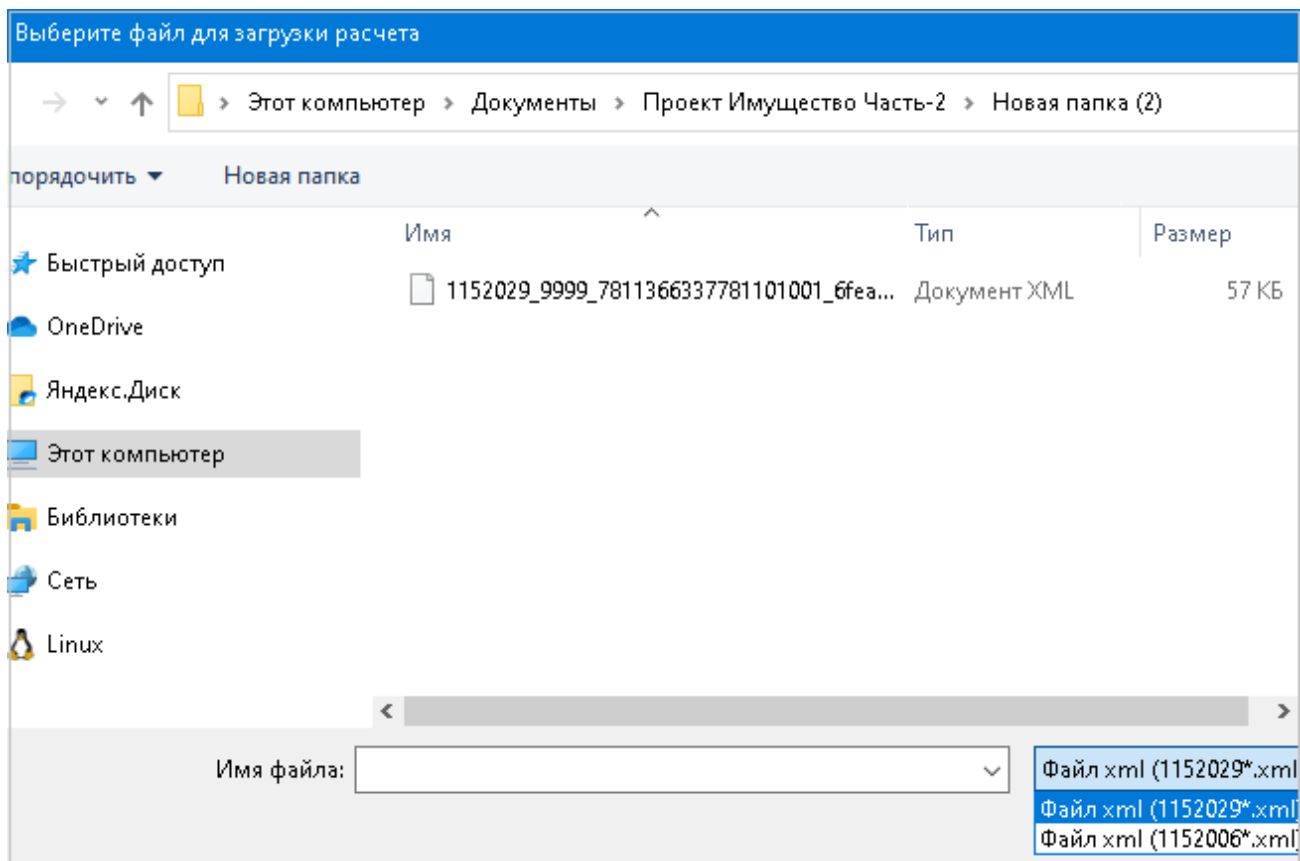 Выберите файл для загрузки расчета
Этот компьютер > Документы > Проект Имущество Часть-2 > Новая папка (2)
порядочить Новая папка
Имя Тип Размер
1152029_9999_7811366337781101001_6fea... Документ XML 57 КБ
Быстрый доступ
OneDrive
Яндекс.Диск
Этот компьютер
Библиотеки
Сеть
Linux
Имя файла: Файл xml (1152029*.xml
Файл xml (1152029*.xml)
Файл xml (1152006*.xml)